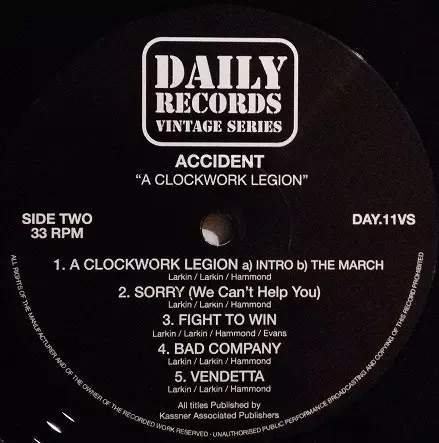 DAILY
RECORDS
VINTAGE SERIES
ACCIDENT
“A CLOCKWORK LEGION”
SIDE TWO
33 RPM
DAY.11VS
1. A CLOCKWORK LEGION a) INTRO b) THE MARCH
Larkin / Larkin / Hammond
2. SORRY (We Can't Help You)
Larkin / Larkin / Hammond
3. FIGHT TO WIN
Larkin / Larkin / Hammond / Evans
4. BAD COMPANY
Larkin / Larkin / Hammond
5. VENDETTA
Larkin / Larkin / Hammond
All titles Published by
Kassner Associated Publishers
ALL RIGHTS OF THE MANUFACTURER AND OF THE OWNER OF THE RECORDED WORK RESERVED · UNAUTHORISED PUBLIC PERFORMANCE BROADCASTING AND COPYING OF THIS RECORD PROHIBITED